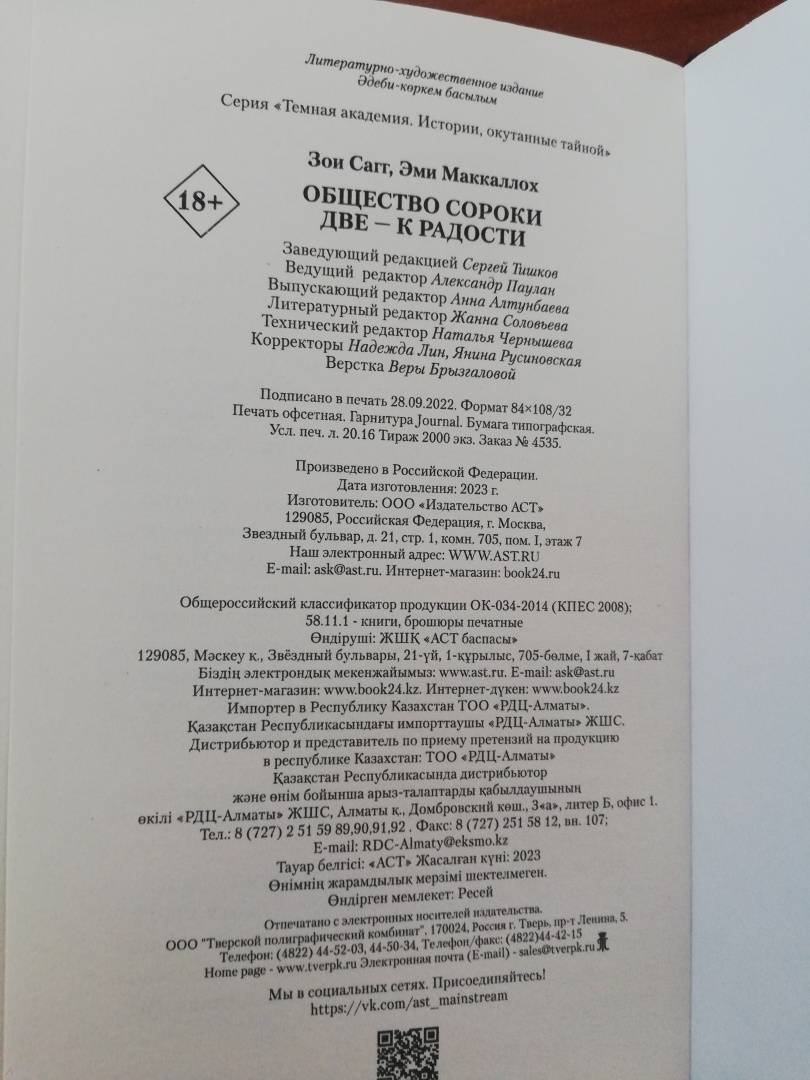 Литературно-художественное издание
Әдеби-көркем басылым
Серия «Темная академия. Истории, окутанные тайной»
Зои Сагг, Эми Маккаллох
18+
ОБЩЕСТВО СОРОКИ
ДВЕ — К РАДОСТИ
Заведующий редакцией Сергей Тишков
Ведущий редактор Александр Паулан
Выпускающий редактор Анна Алтунбаева
Литературный редактор Жанна Соловьева
Технический редактор Наталья Чернышева
Корректоры Надежда Лин, Янина Русиновская
Верстка Веры Брызгаловой
Подписано в печать 28.09.2022. Формат 84×108/32
Печать офсетная. Гарнитура Journal. Бумага типографская.
Усл. печ. л. 20.16 Тираж 2000 экз. Заказ № 4535.
Произведено в Российской Федерации.
Дата изготовления: 2023 г.
Изготовитель: ООО «Издательство АСТ»
129085, Российская Федерация, г. Москва,
Звездный бульвар, д. 21, стр. 1, комн. 705, пом. I, этаж 7
Наш электронный адрес: WWW.AST.RU
E-mail: ask@ast.ru. Интернет-магазин: book24.ru
Общероссийский классификатор продукции ОК-034-2014 (КПЕС 2008);
58.11.1 - книги, брошюры печатные
Өндіруші: ЖШҚ «АСТ баспасы»
129085, Мәскеу қ., Звёздный бульвары, 21-үй, 1-құрылыс, 705-бөлме, I жай, 7-қабат
Біздің электрондық мекенжайымыз: www.ast.ru. E-mail: ask@ast.ru
Интернет-магазин: www.book24.kz. Интернет-дүкен: www.book24.kz
Импортер в Республику Казахстан ТОО «РДЦ-Алматы».
Қазақстан Республикасындағы импорттаушы «РДЦ-Алматы» ЖШС.
Дистрибьютор и представитель по приему претензий на продукцию
в республике Казахстан: ТОО «РДЦ-Алматы»
Қазақстан Республикасында дистрибьютор
және өнім бойынша арыз-талаптарды қабылдаушының
өкілі «РДЦ-Алматы» ЖШС, Алматы қ., Домбровский көш., 3«а», литер Б, офис 1.
Тел.: 8 (727) 2 51 59 89,90,91,92 . Факс: 8 (727) 251 58 12, вн. 107;
E-mail: RDC-Almaty@eksmo.kz
Тауар белгісі: «АСТ» Жасалған күні: 2023
Өнімнің жарамдылық мерзімі шектелмеген.
Өндірген мемлекет: Ресей
Отпечатано с электронных носителей издательства.
ООО "Тверской полиграфический комбинат". 170024, Россия г. Тверь, пр-т Ленина, 5.
Телефон: (4822) 44-52-03, 44-50-34, Телефон/факс: (4822)44-42-15
Home page - www.tverpk.ru Электронная почта (E-mail) - sales@tverpk.ru
Мы в социальных сетях. Присоединяйтесь!
https://vk.com/ast_mainstream